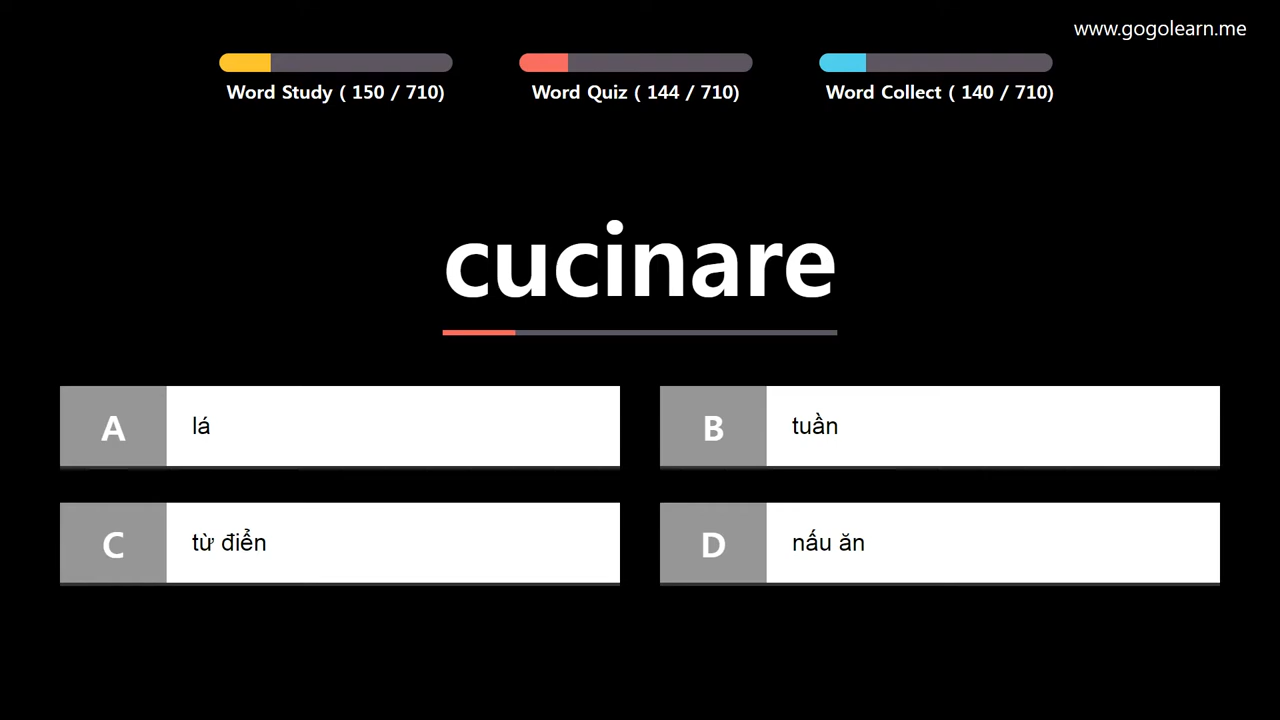 www.gogolearn.me
Word Study ( 150 / 710)
Word Quiz ( 144 / 710)
Word Collect ( 140 / 710)
cucinare
A lá
B tuần
C từ điển
D nấu ăn